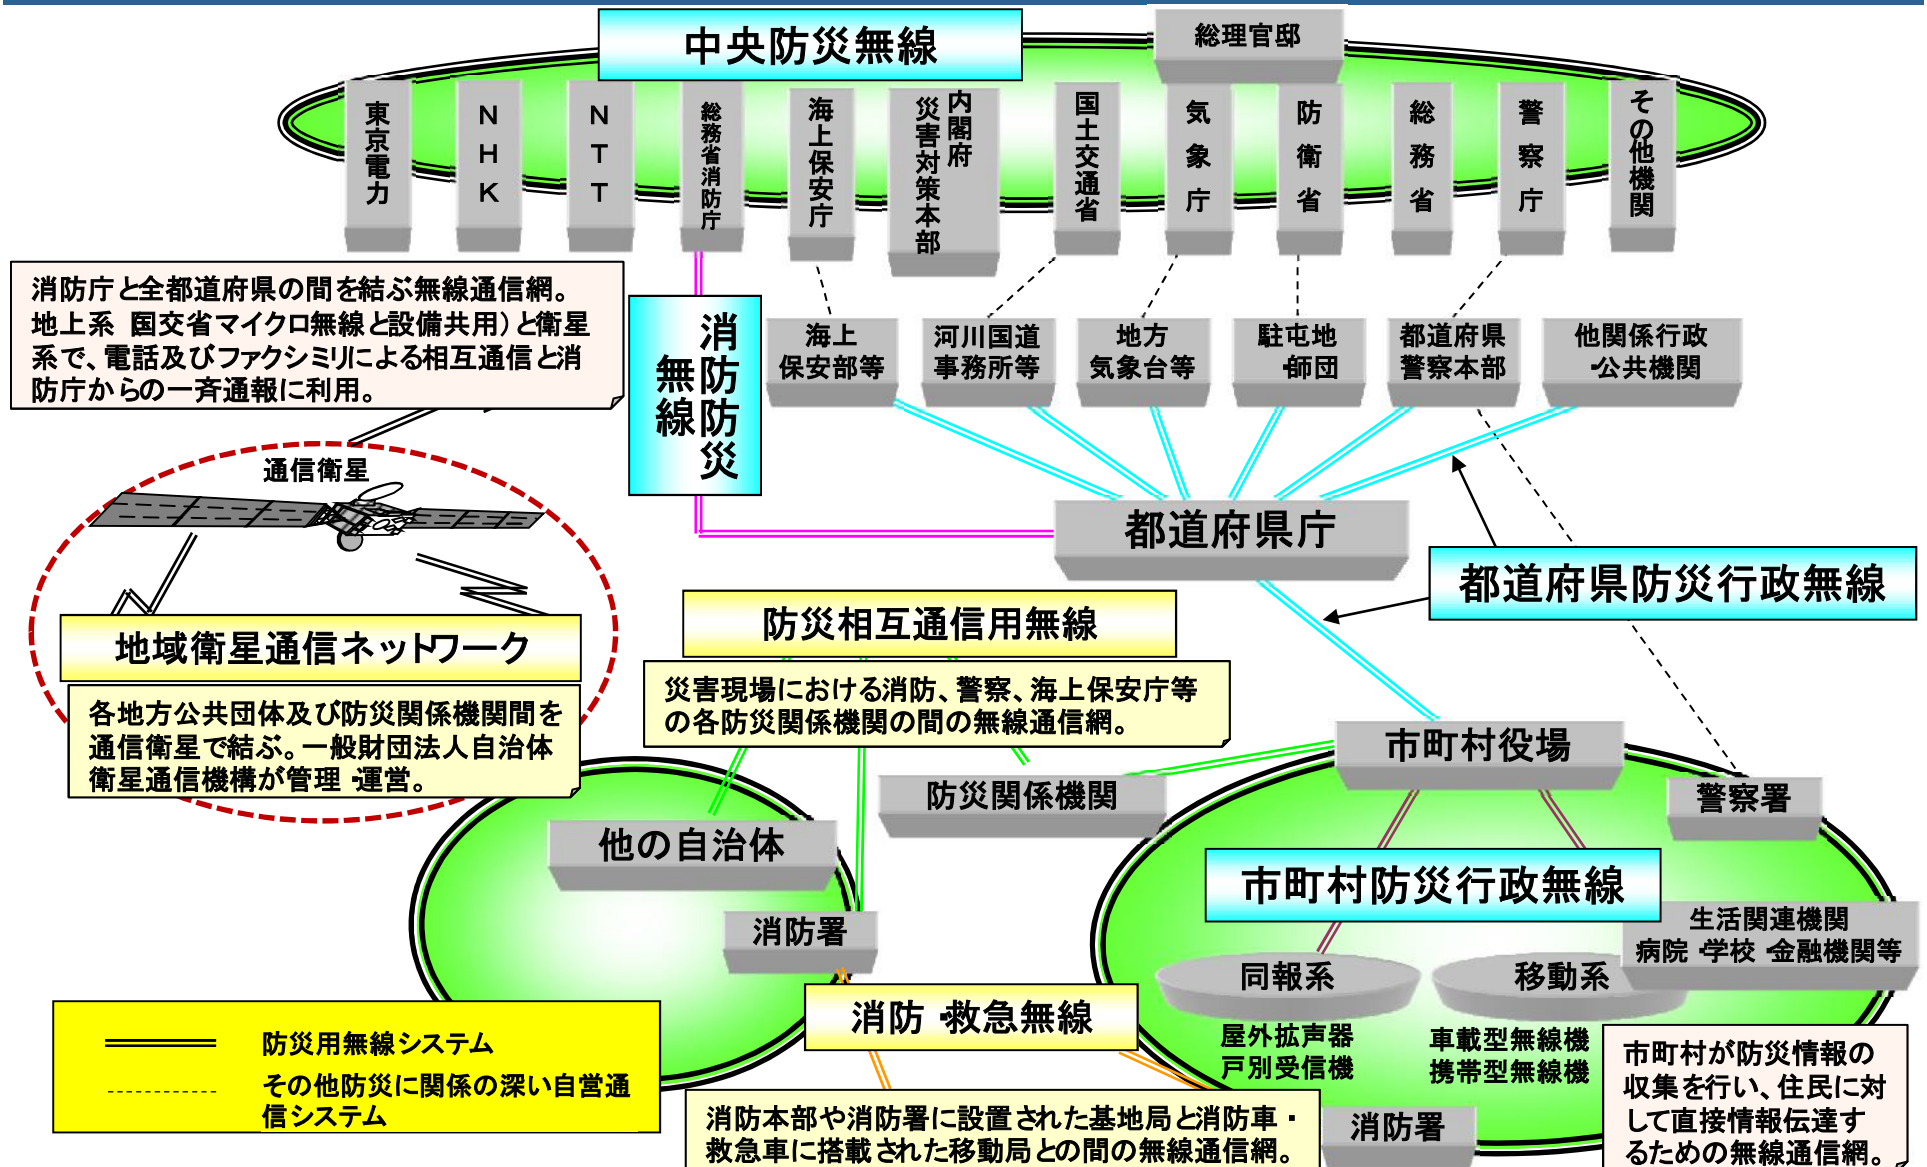 中央防災無線
総理官邸
東京電力
NHK
NTT
総務省消防庁
海上保安庁
内閣府
災害対策本部
国土交通省
気象庁
防衛省
総務省
警察庁
その他機関
消防庁と全都道府県の間を結ぶ無線通信網。
地上系 国交省マイクロ無線と設備共用)と衛星
系で、電話及びファクシミリによる相互通信と消
防庁からの一斉通報に利用。
消防防災
無線
海上
保安部等
河川国道
事務所等
地方
気象台等
駐屯地
・師団
都道府県
警察本部
他関係行政
・公共機関
通信衛星
都道府県庁
都道府県防災行政無線
地域衛星通信ネットワーク
各地方公共団体及び防災関係機関間を
通信衛星で結ぶ。一般財団法人自治体
衛星通信機構が管理・運営。
防災相互通信用無線
災害現場における消防、警察、海上保安庁等
の各防災関係機関の間の無線通信網。
市町村役場
防災関係機関
警察署
他の自治体
市町村防災行政無線
消防署
生活関連機関
病院・学校・金融機関等
同報系
移動系
屋外拡声器
戸別受信機
車載型無線機
携帯型無線機
消防・救急無線
防災用無線システム
その他防災に関係の深い自営通
信システム
消防本部や消防署に設置された基地局と消防車・
救急車に搭載された移動局との間の無線通信網。
消防署
市町村が防災情報の
収集を行い、住民に対
して直接情報伝達す
るための無線通信網。